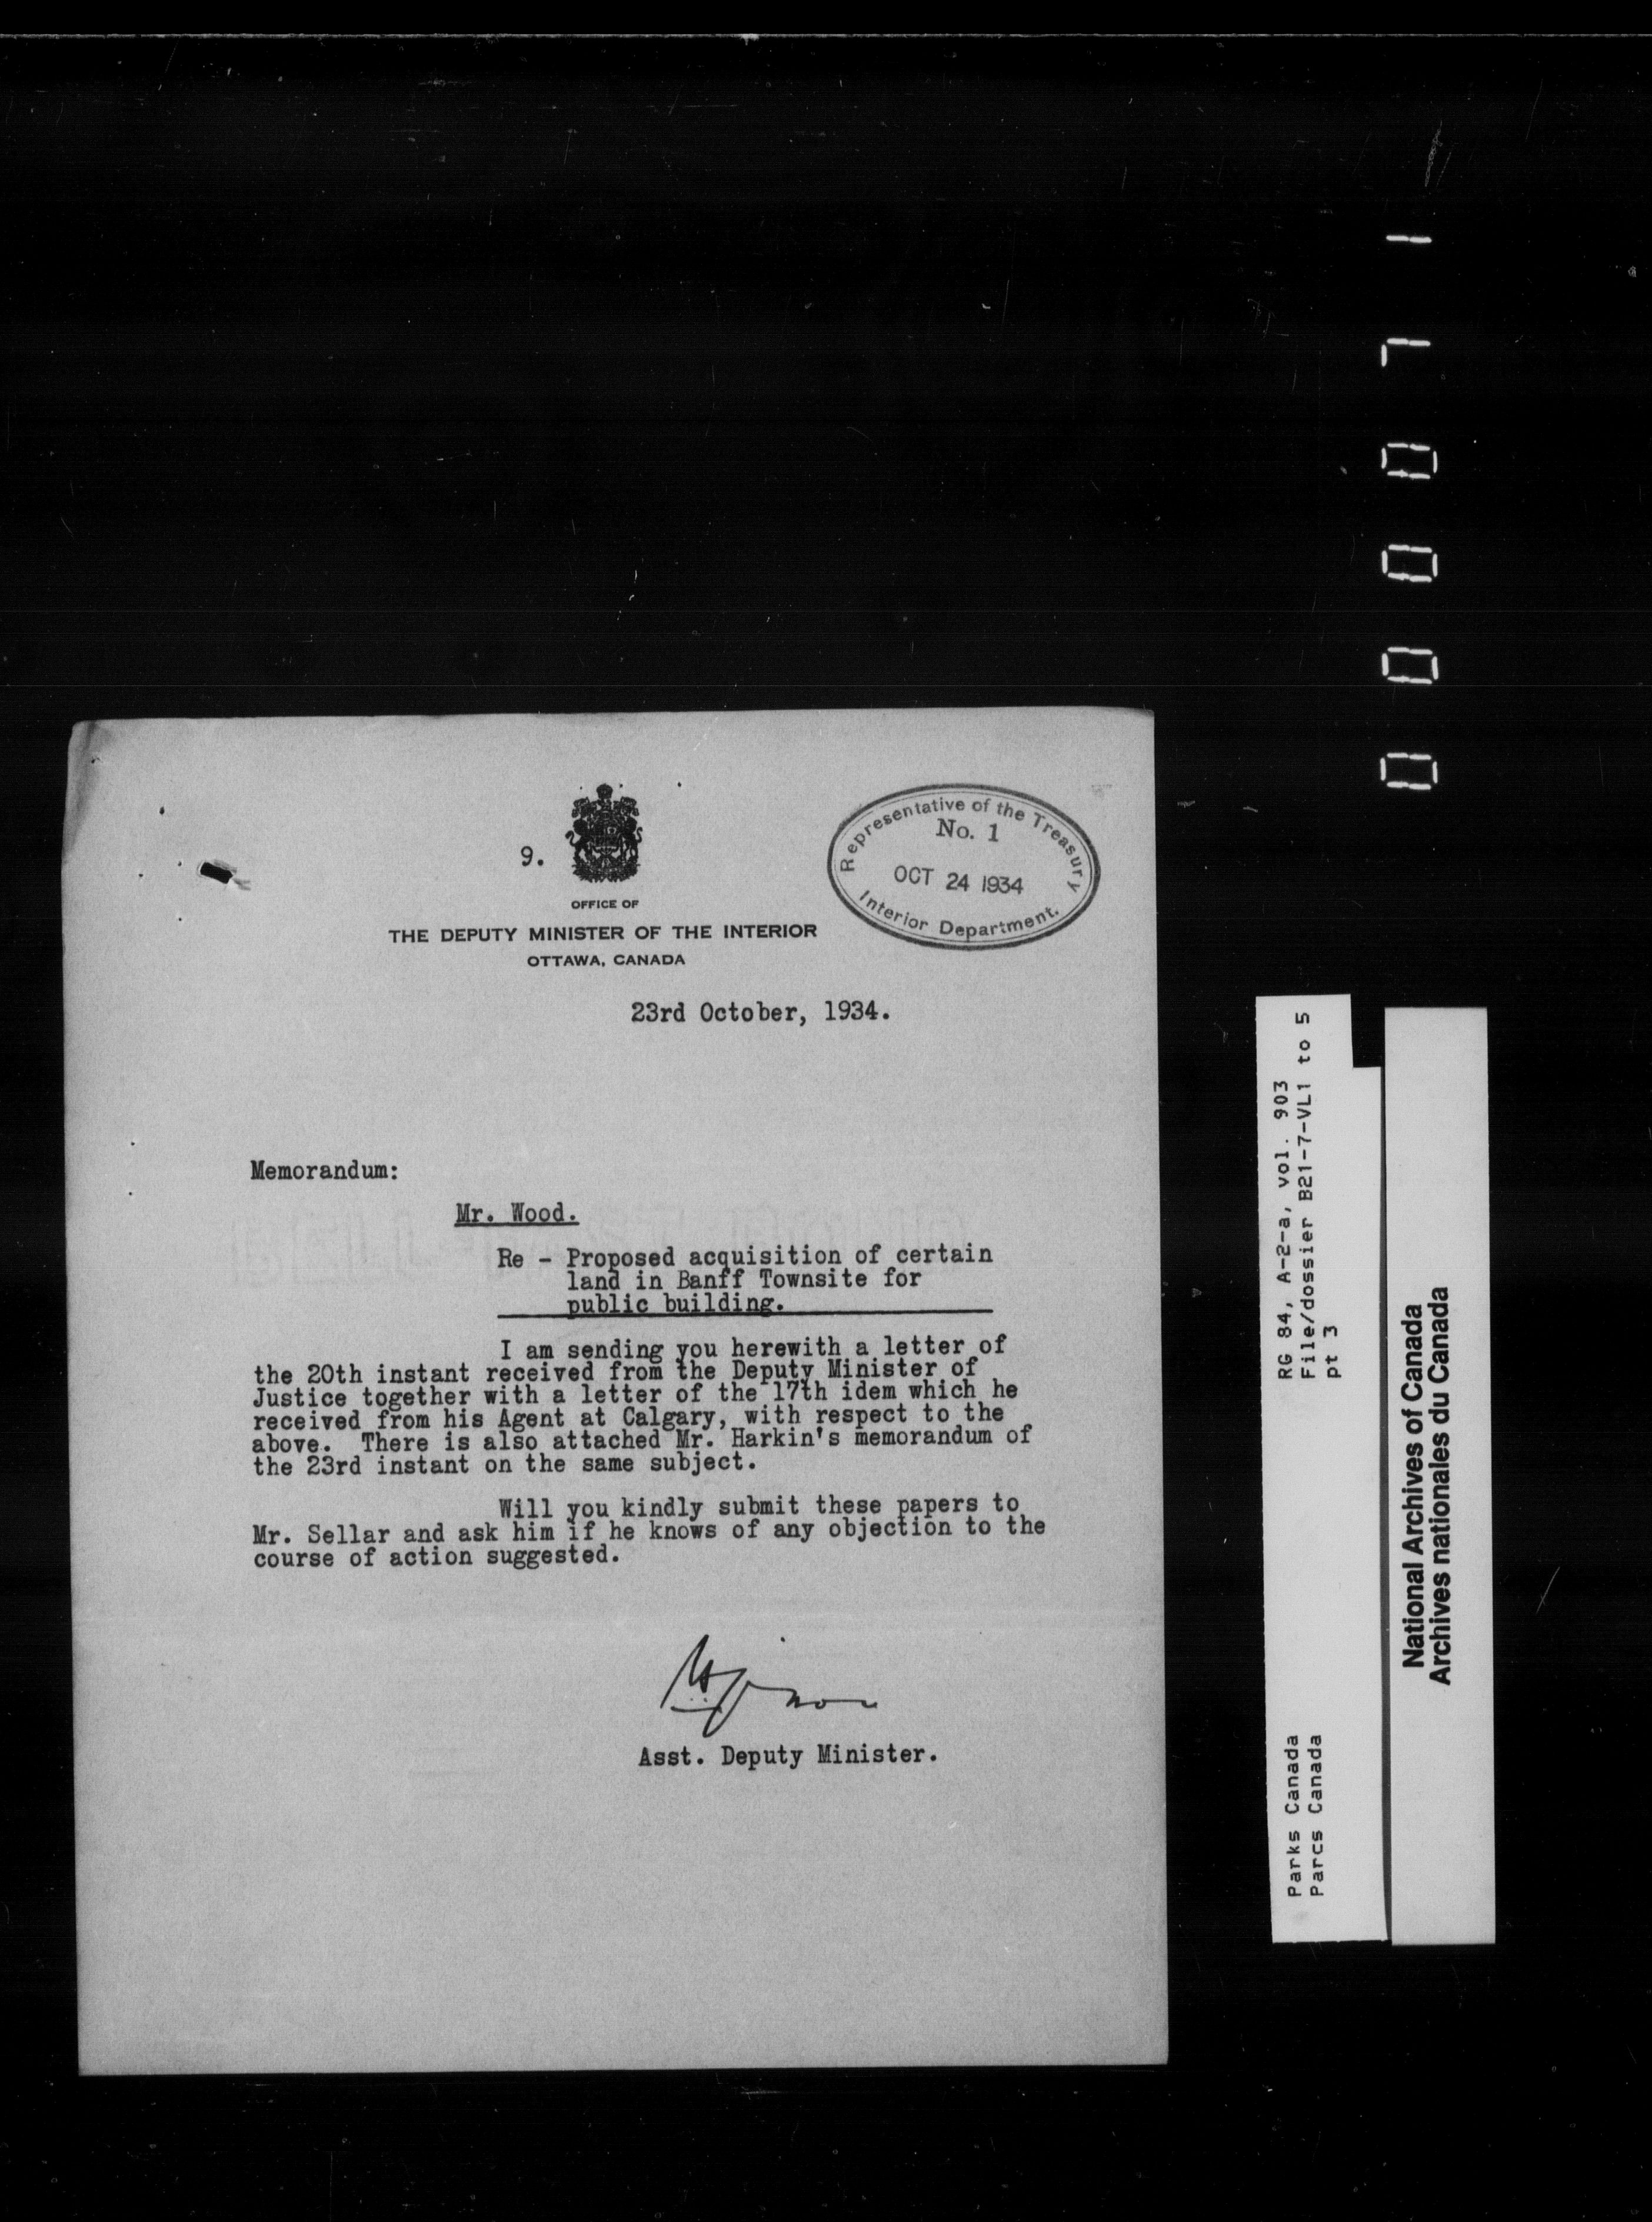 9.
OFFICE OF
THE DEPUTY MINISTER OF THE INTERIOR
OTTAWA, CANADA
Representative of the Treasury
No. 1
OCT 24 1934
Interior Department.
23rd October, 1934.
Memorandum:
Mr. Wood.
Re - Proposed acquisition of certain
land in Banff Townsite for
public building.
I am sending you herewith a letter of
the 20th instant received from the Deputy Minister of
Justice together with a letter of the 17th idem which he
received from his Agent at Calgary, with respect to the
above. There is also attached Mr. Harkin's memorandum of
the 23rd instant on the same subject.
Will you kindly submit these papers to
Mr. Sellar and ask him if he knows of any objection to the
course of action suggested.
Asst. Deputy Minister.
000071
RG 84, A-2-a, vol. 903
File/dossier B21-7-VL1 to 5
pt 3
Parks Canada
Parcs Canada
National Archives of Canada
Archives nationales du Canada